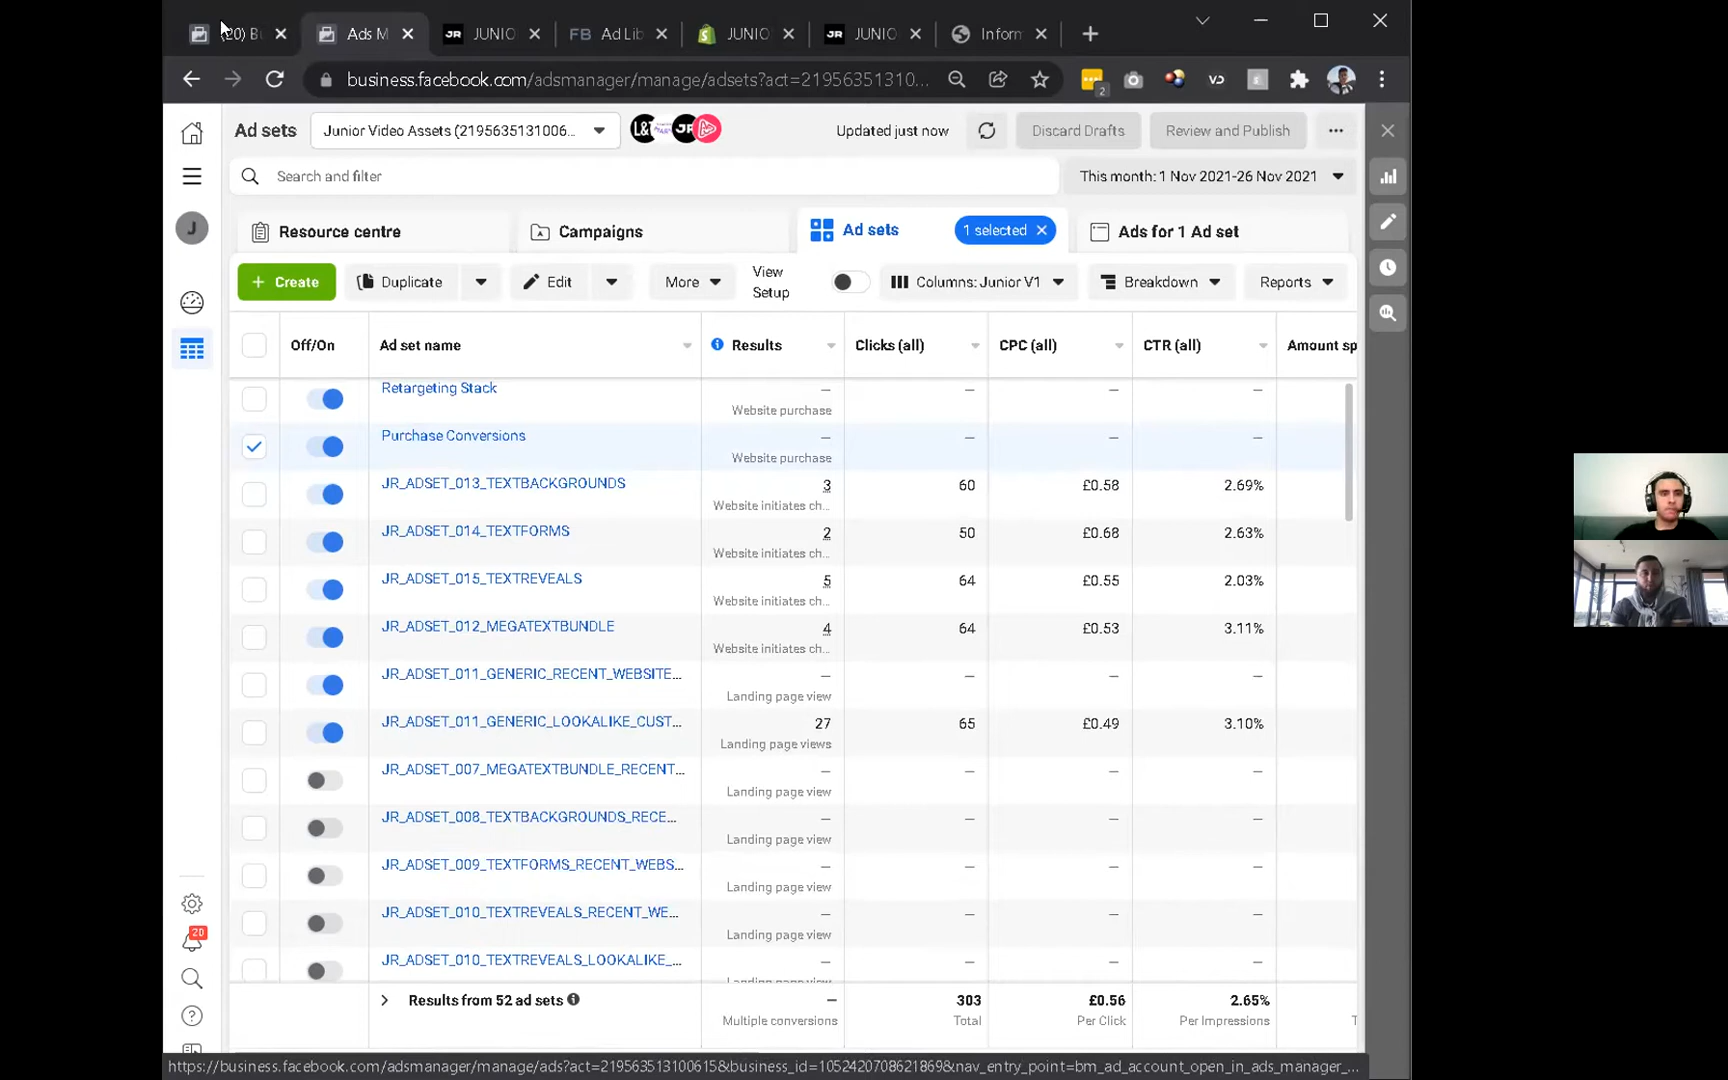 (20) Bu
Ads M
JUNIO
FB Ad Lib
JUNIO
JR JUNIO
Inform
business.facebook.com/adsmanager/manage/adsets?act=21956351310...
2
Ad sets
Junior Video Assets (2195635131006...
Updated just now
Discard Drafts
Review and Publish
Search and filter
This month: 1 Nov 2021-26 Nov 2021
J
Resource centre
Campaigns
Ad sets
1 selected
Ads for 1 Ad set
+ Create
Duplicate
Edit
More
View Setup
Columns: Junior V1
Breakdown
Reports
Off/On
Ad set name
Results
Clicks (all)
CPC (all)
CTR (all)
Amount sp
Retargeting Stack — — — —
Website purchase
Purchase Conversions — — — —
Website purchase
JR_ADSET_013_TEXTBACKGROUNDS 3 60 £0.58 2.69%
Website initiates ch...
JR_ADSET_014_TEXTFORMS 2 50 £0.68 2.63%
Website initiates ch...
JR_ADSET_015_TEXTREVEALS 5 64 £0.55 2.03%
Website initiates ch...
JR_ADSET_012_MEGATEXTBUNDLE 4 64 £0.53 3.11%
Website initiates ch...
JR_ADSET_011_GENERIC_RECENT_WEBSITE... — — — —
Landing page view
JR_ADSET_011_GENERIC_LOOKALIKE_CUST... 27 65 £0.49 3.10%
Landing page views
JR_ADSET_007_MEGATEXTBUNDLE_RECENT... — — — —
Landing page view
JR_ADSET_008_TEXTBACKGROUNDS_RECE... — — — —
Landing page view
JR_ADSET_009_TEXTFORMS_RECENT_WEBS... — — — —
Landing page view
JR_ADSET_010_TEXTREVEALS_RECENT_WE... — — — —
Landing page view
JR_ADSET_010_TEXTREVEALS_LOOKALIKE_... — — — —
Landing page view
20
Results from 52 ad sets — 303 £0.56 2.65%
Multiple conversions Total Per Click Per Impressions T
https://business.facebook.com/adsmanager/manage/ads?act=219563513100615&business_id=10524207086218698&nav_entry_point=bm_ad_account_open_in_ads_manager_...